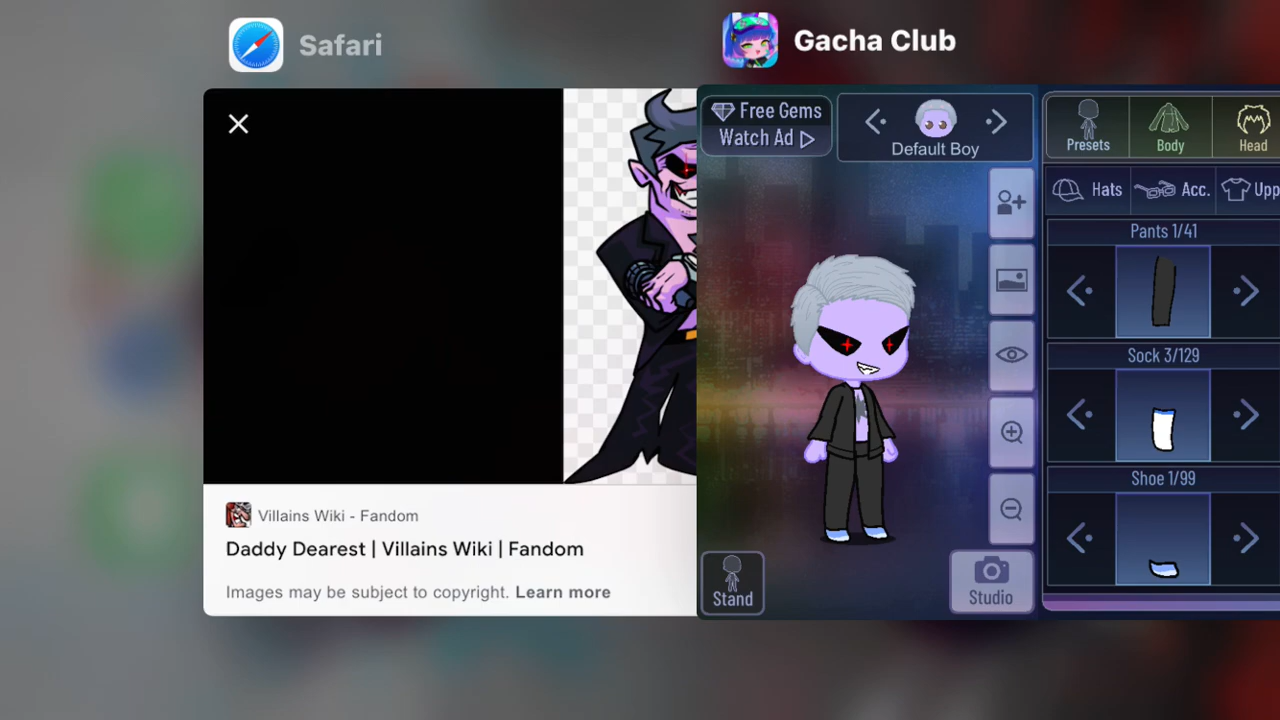 Safari
Gacha Club
Free Gems
Watch Ad
Default Boy
Presets
Body
Head
Hats
Acc.
Upp
Pants 1/41
Sock 3/129
Shoe 1/99
Stand
Studio
Villains Wiki - Fandom
Daddy Dearest | Villains Wiki | Fandom
Images may be subject to copyright. Learn more